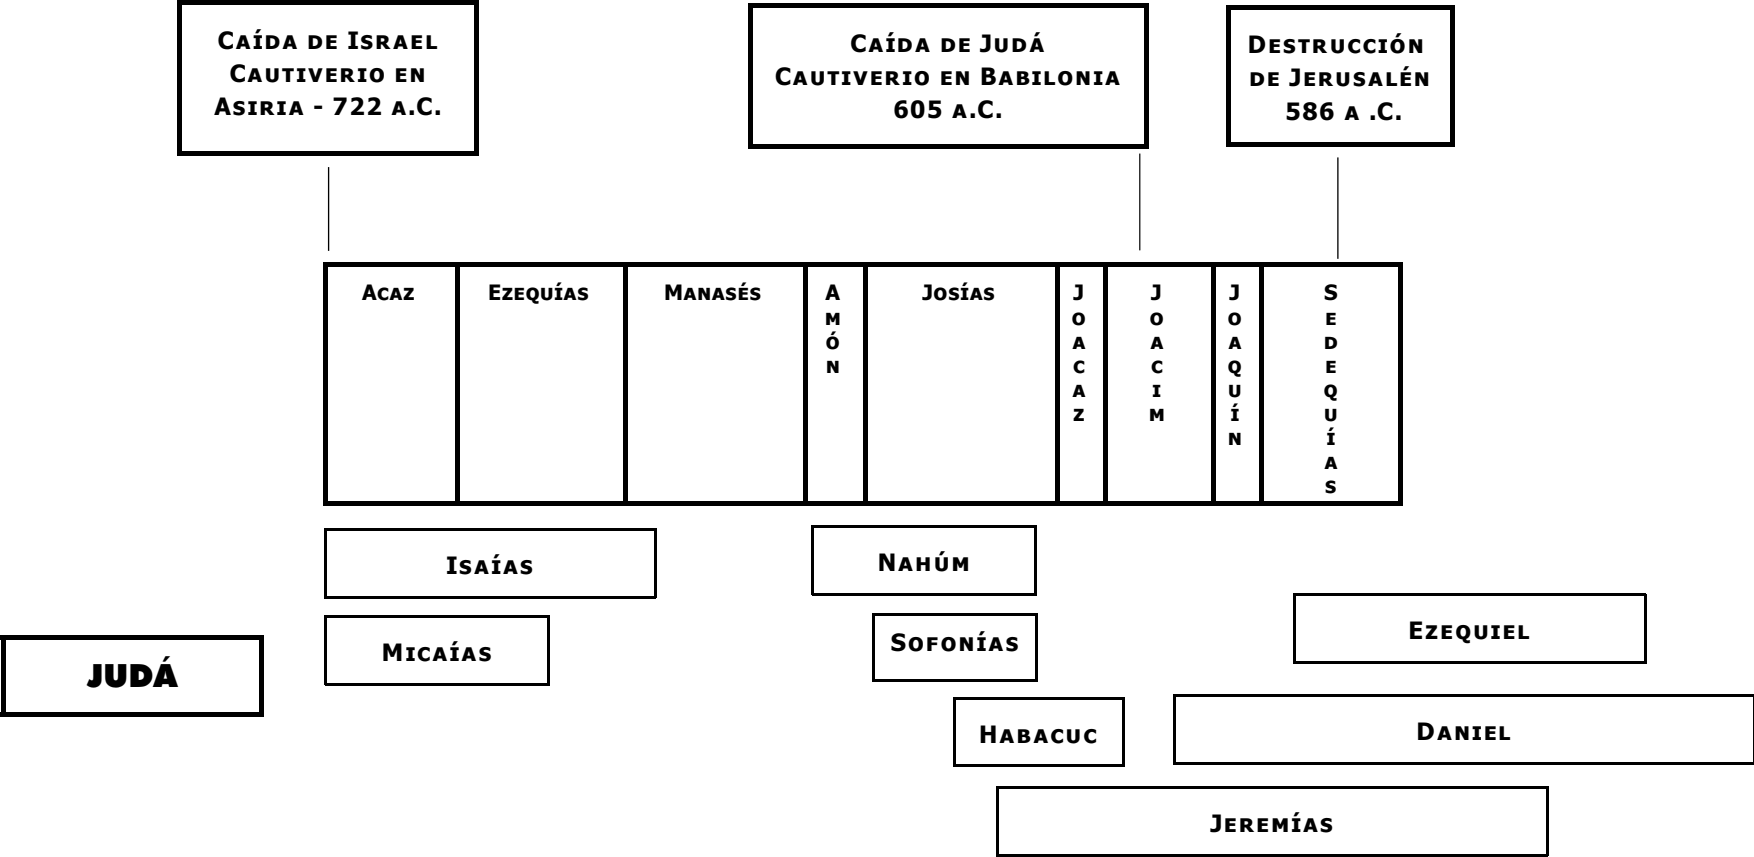 CAÍDA DE ISRAEL
CAUTIVERIO EN
ASIRIA - 722 A.C.
CAÍDA DE JUDÁ
CAUTIVERIO EN BABILONIA
605 A.C.
DESTRUCCIÓN
DE JERUSALÉN
586 A .C.
ACAZ
EZEQUÍAS
MANASÉS
AMÓN
JOSÍAS
JOACAZ
JOACIM
JOAQUÍN
SEDEQUÍAS
ISAÍAS
NAHÚM
MICAÍAS
SOFONÍAS
EZEQUIEL
JUDÁ
HABACUC
DANIEL
JEREMÍAS